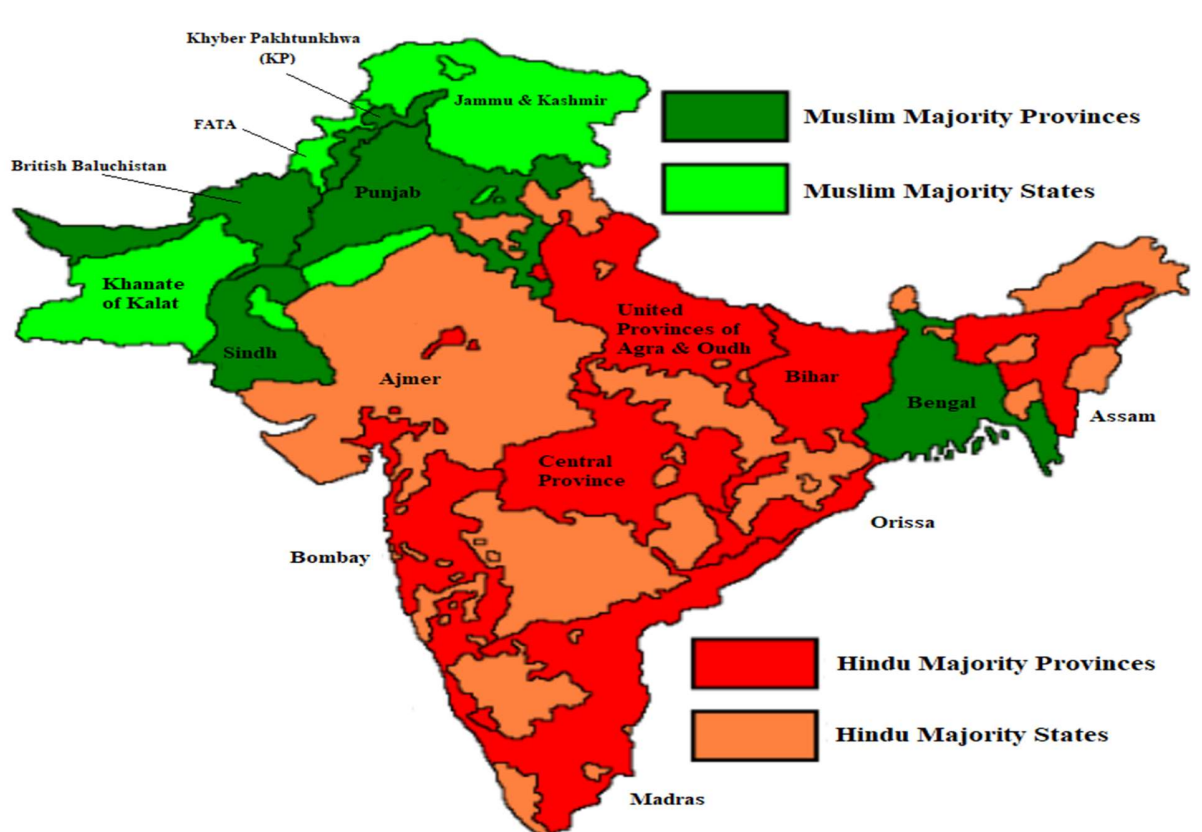 Khyber Pakhtunkhwa
(KP)
Jammu & Kashmir
FATA
British Baluchistan
Punjab
Muslim Majority Provinces
Muslim Majority States
Khanate
of Kalat
Sindh
Ajmer
United
Provinces of
Agra & Oudh
Bihar
Bengal
Assam
Central
Province
Orissa
Bombay
Hindu Majority Provinces
Hindu Majority States
Madras